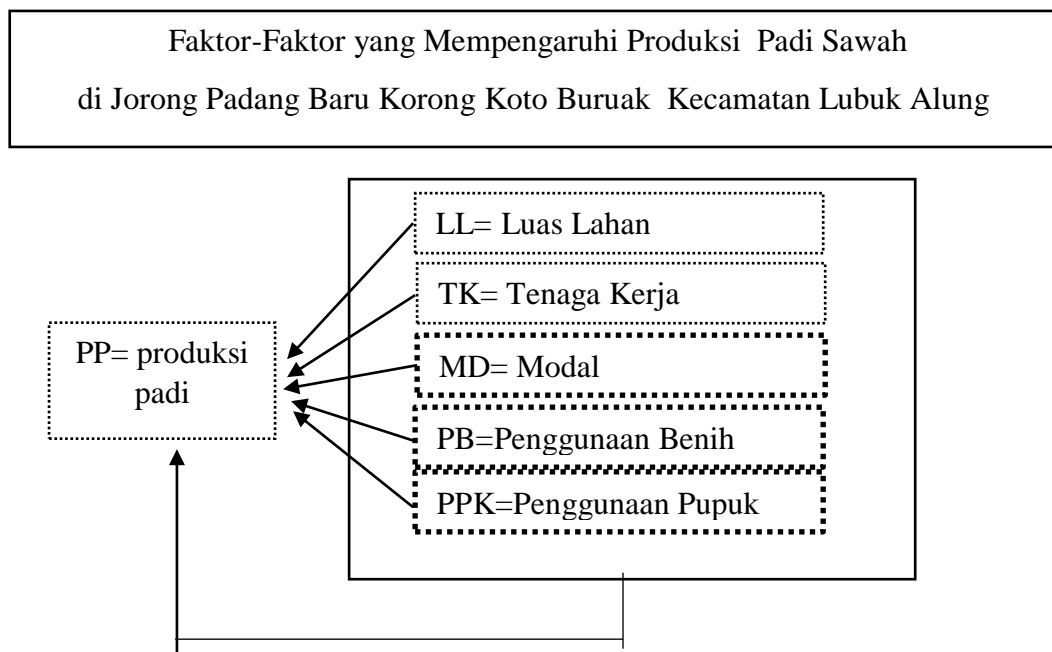 Faktor-Faktor yang Mempengaruhi Produksi Padi Sawah
di Jorong Padang Baru Korong Koto Buruak Kecamatan Lubuk Alung
LL= Luas Lahan
TK= Tenaga Kerja
PP= produksi
padi
MD= Modal
PB=Penggunaan Benih
PPK=Penggunaan Pupuk